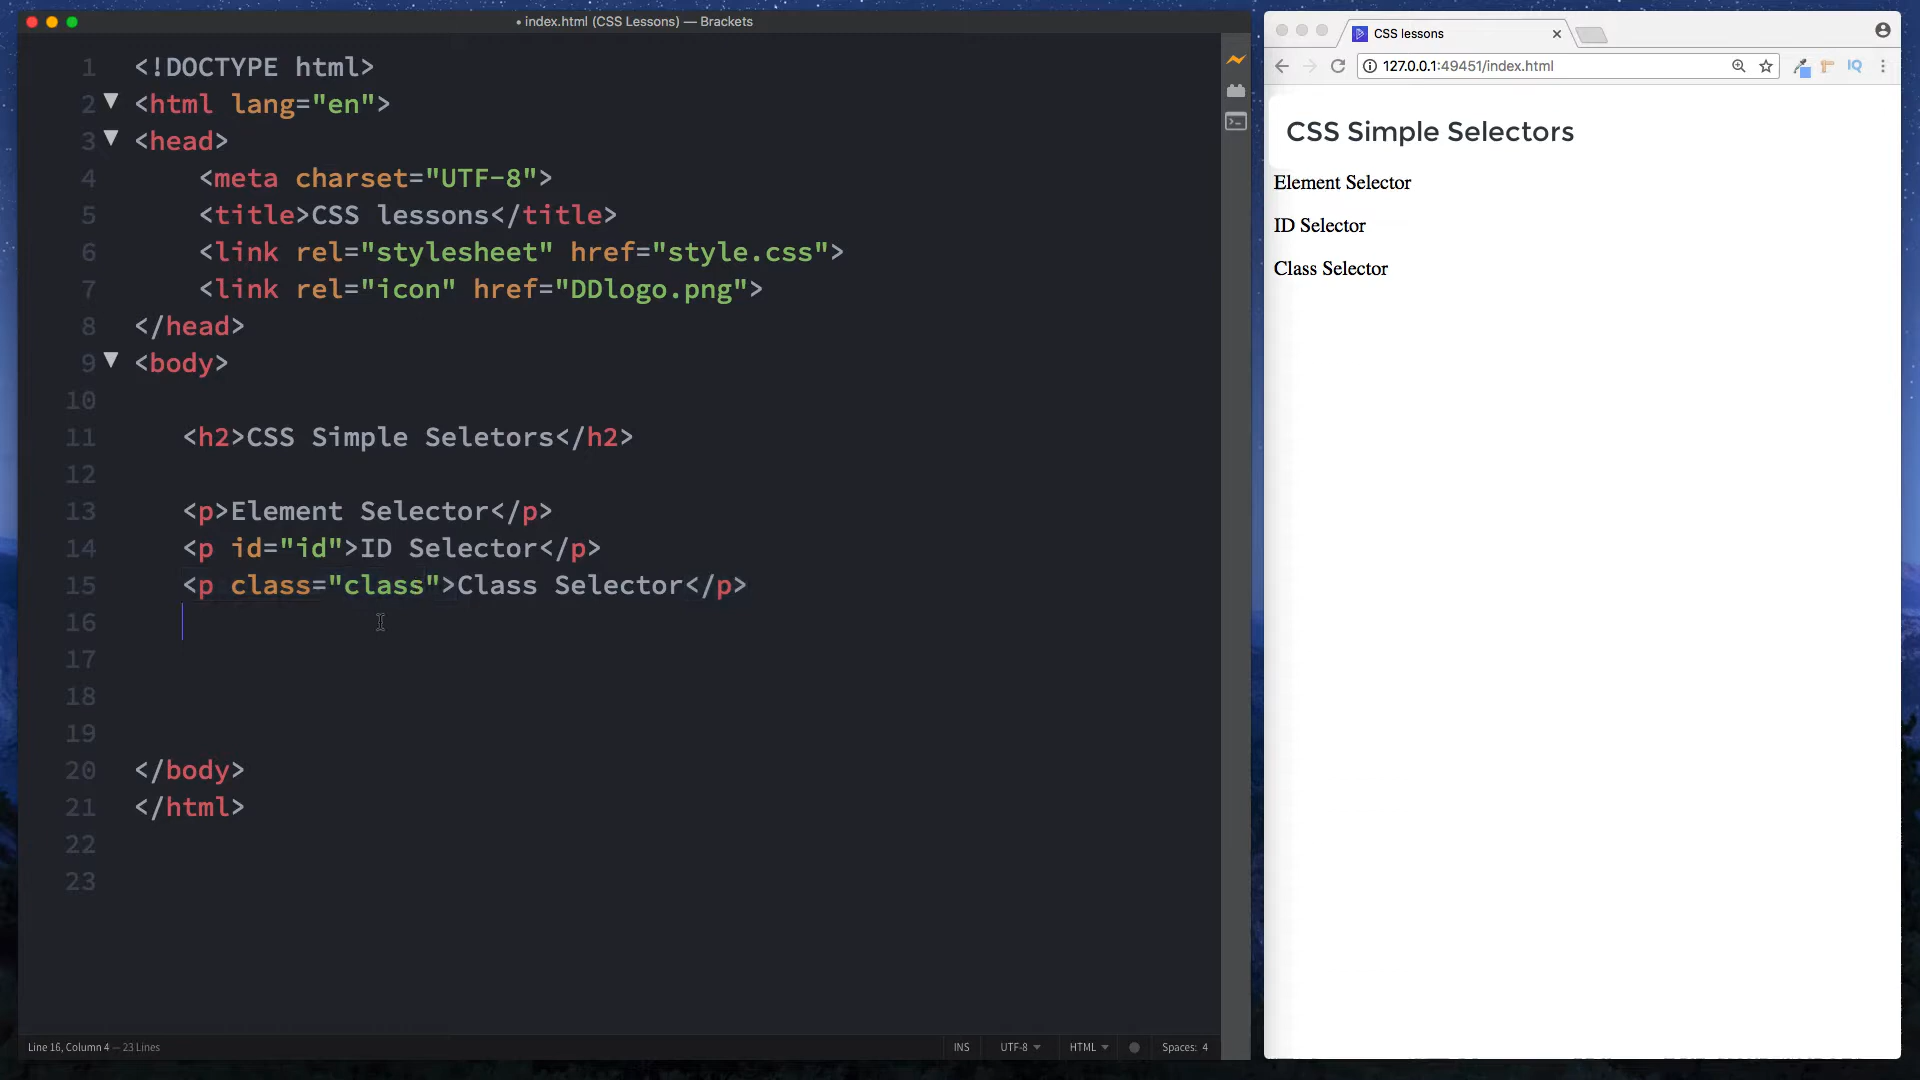 index.html (CSS Lessons) — Brackets
1 <!DOCTYPE html>
2 <html lang="en">
3 <head>
4 <meta charset="UTF-8">
5 <title>CSS lessons</title>
6 <link rel="stylesheet" href="style.css">
7 <link rel="icon" href="DDlogo.png">
8 </head>
9 <body>
10
11 <h2>CSS Simple Seletors</h2>
12
13 <p>Element Selector</p>
14 <p id="id">ID Selector</p>
15 <p class="class">Class Selector</p>
16
17
18
19
20 </body>
21 </html>
22
23
Line 16, Column 4 — 23 Lines
INS UTF-8 HTML Spaces: 4
CSS lessons
127.0.0.1:49451/index.html
IQ
CSS Simple Selectors
Element Selector
ID Selector
Class Selector